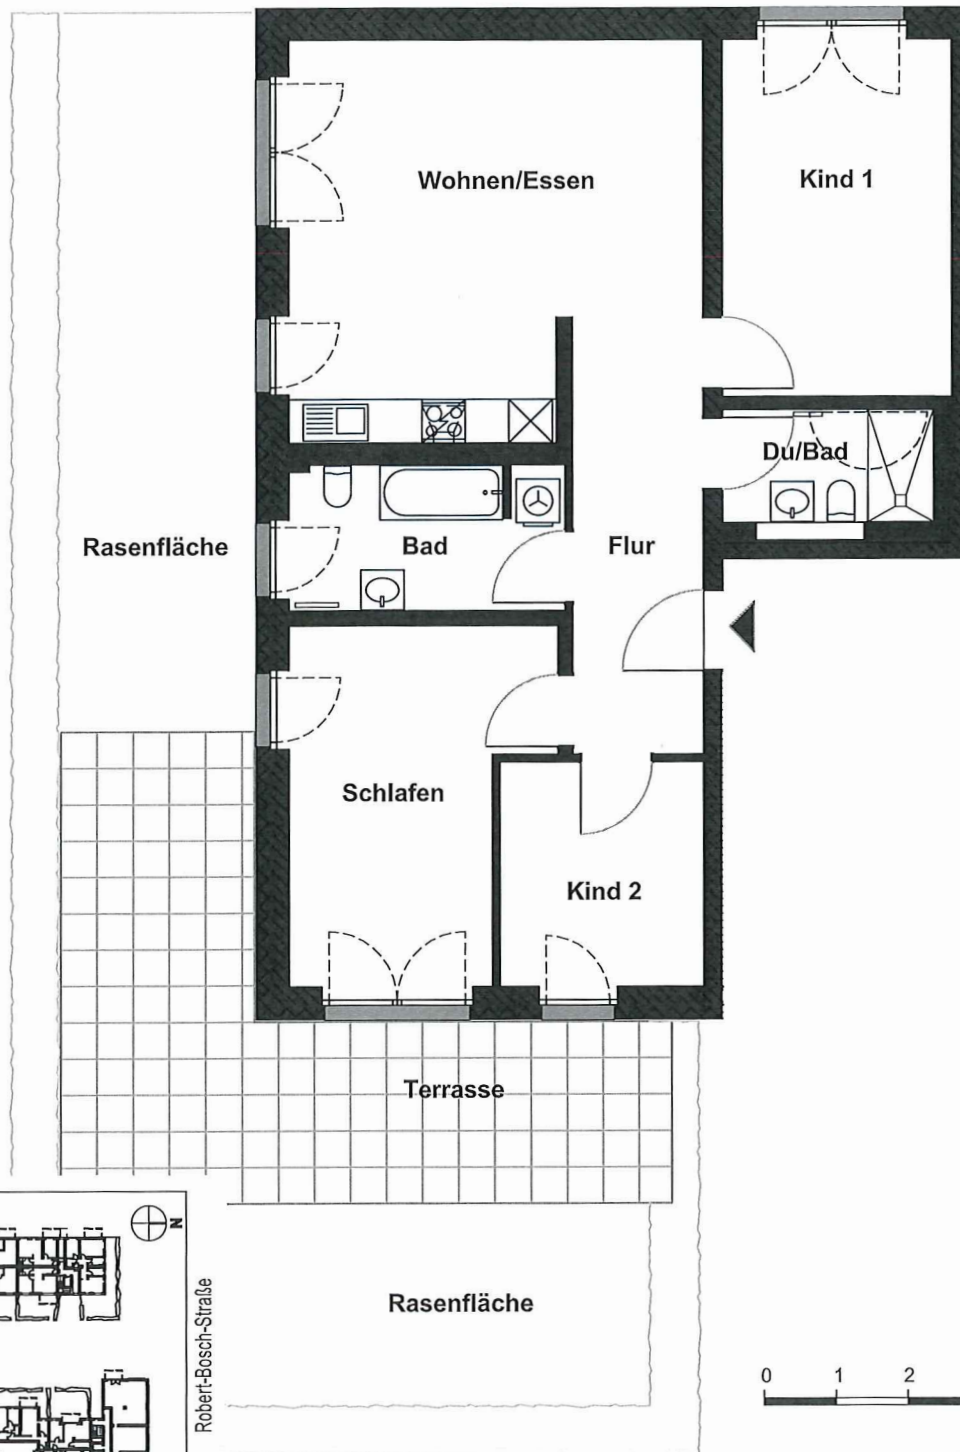 Wohnen/Essen
Kind 1
Du/Bad
Rasenfläche
Bad
Flur
Schlafen
Kind 2
Terrasse
N
Robert-Bosch-Straße
Rasenfläche
0 1 2